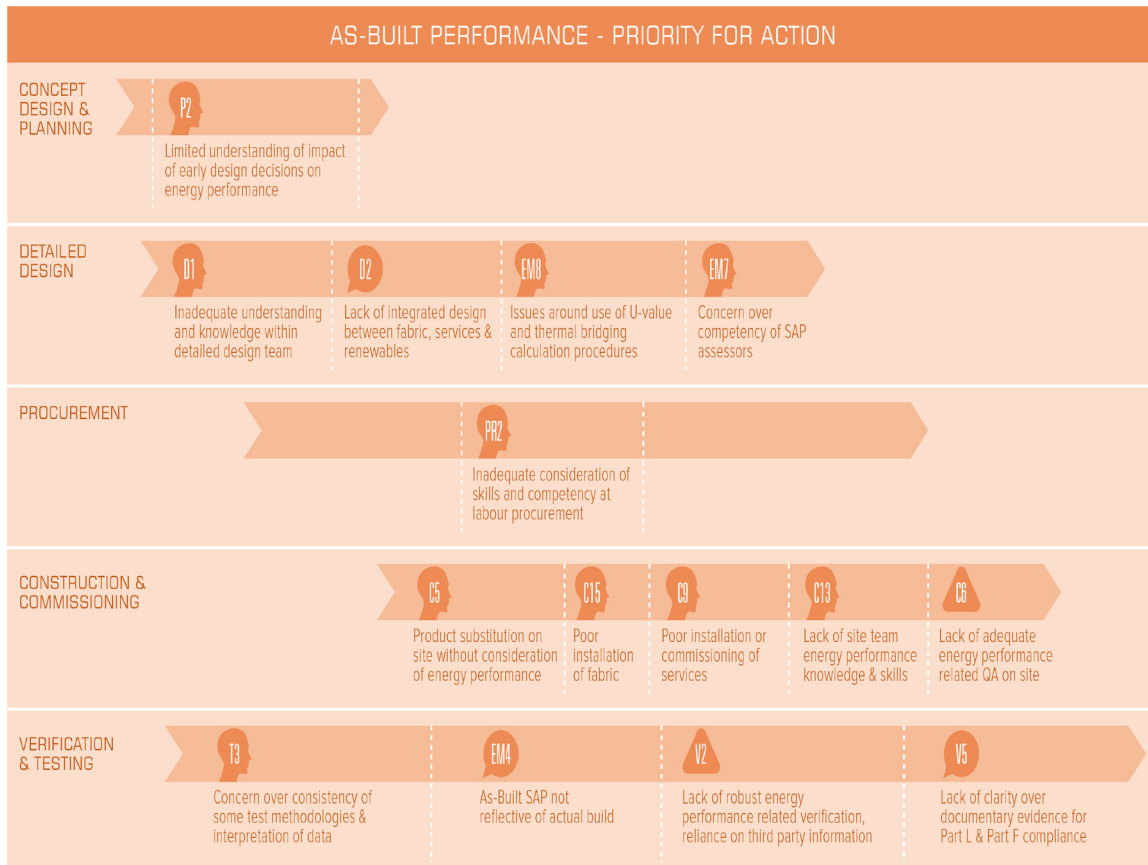 AS-BUILT PERFORMANCE - PRIORITY FOR ACTION
CONCEPT
DESIGN &
PLANNING
P2
Limited understanding of impact
of early design decisions on
energy performance
DETAILED
DESIGN
D1
Inadequate understanding
and knowledge within
detailed design team
D2
Lack of integrated design
between fabric, services &
renewables
EM8
Issues around use of U-value
and thermal bridging
calculation procedures
EM7
Concern over
competency of SAP
assessors
PROCUREMENT
PR2
Inadequate consideration of
skills and competency at
labour procurement
CONSTRUCTION &
COMMISSIONING
C5
Product substitution on
site without consideration
of energy performance
C15
Poor
installation
of fabric
C9
Poor installation or
commissioning of
services
C13
Lack of site team
energy performance
knowledge & skills
C6
Lack of adequate
energy performance
related QA on site
VERIFICATION
& TESTING
T3
Concern over consistency of
some test methodologies &
interpretation of data
EM4
As-Built SAP not
reflective of actual build
V2
Lack of robust energy
performance related verification,
reliance on third party information
V5
Lack of clarity over
documentary evidence for
Part L & Part F compliance